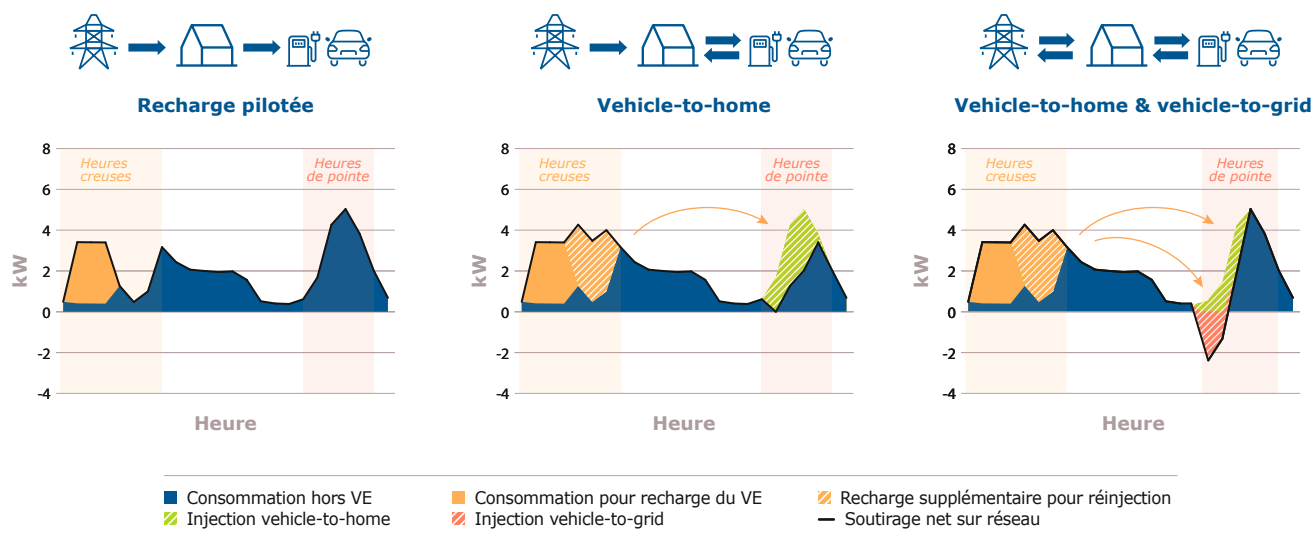 Recharge pilotée
Vehicle-to-home
Vehicle-to-home & vehicle-to-grid
8
6
4
2
0
-2
-4
kW
Heures
creuses
Heures
de pointe
Heure
8
6
4
2
0
-2
-4
kW
Heures
creuses
Heures
de pointe
Heure
8
6
4
2
0
-2
-4
kW
Heures
creuses
Heures
de pointe
Heure
Consommation hors VE
Consommation pour recharge du VE
Recharge supplémentaire pour réinjection
Injection vehicle-to-home
Injection vehicle-to-grid
Soutirage net sur réseau